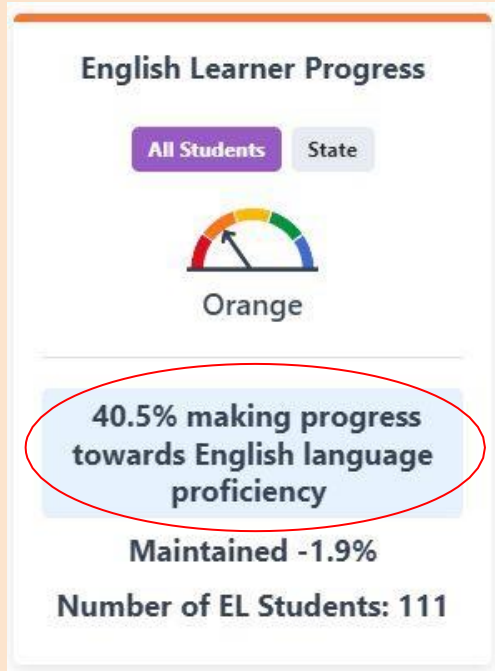 English Learner Progress
All Students State
Orange
40.5% making progress
towards English language
proficiency
Maintained -1.9%
Number of EL Students: 111